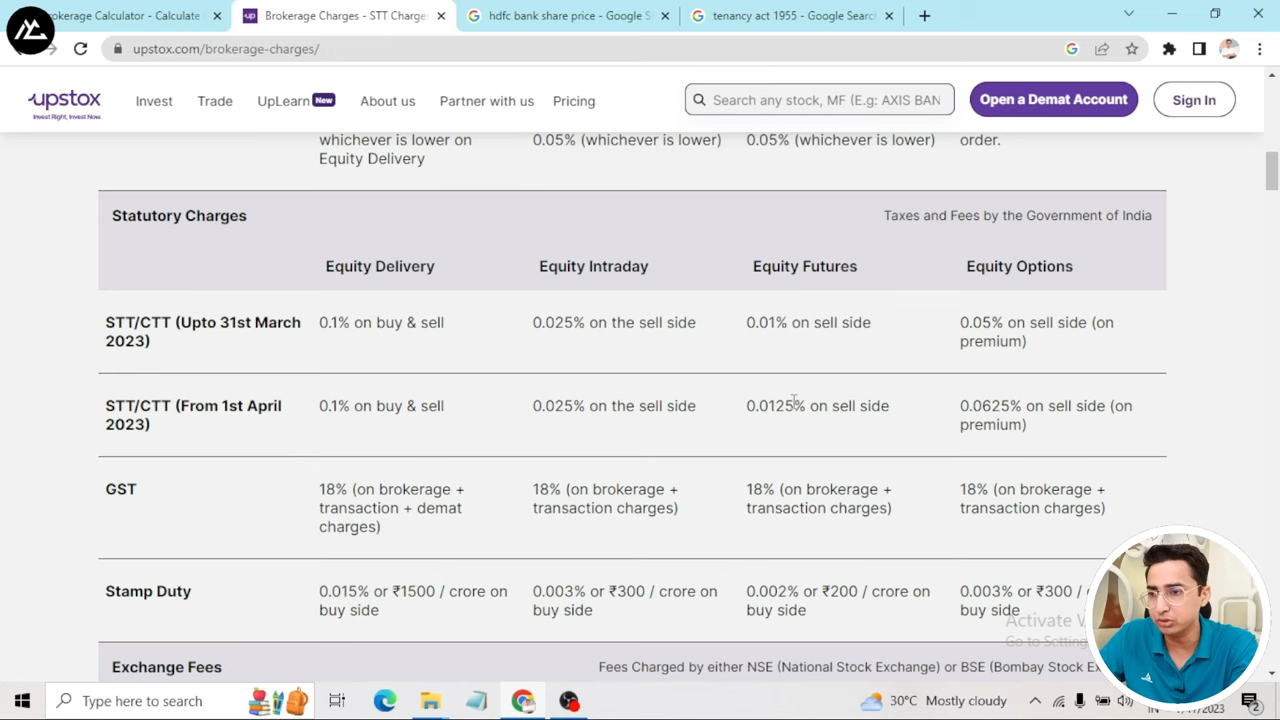 rokerage Calculator - Calculate
Brokerage Charges - STT Charges
hdfc bank share price - Google S
tenancy act 1955 - Google Search
upstox.com/brokerage-charges/
upstox
Invest Right, Invest Now
Invest
Trade
UpLearn New
About us
Partner with us
Pricing
Search any stock, MF (E.g: AXIS BAN
Open a Demat Account
Sign In
whichever is lower on
Equity Delivery
0.05% (whichever is lower)
0.05% (whichever is lower)
order.
Statutory Charges
Taxes and Fees by the Government of India
Equity Delivery
Equity Intraday
Equity Futures
Equity Options
STT/CTT (Upto 31st March
2023)
0.1% on buy & sell
0.025% on the sell side
0.01% on sell side
0.05% on sell side (on
premium)
STT/CTT (From 1st April
2023)
0.1% on buy & sell
0.025% on the sell side
0.0125% on sell side
0.0625% on sell side (on
premium)
GST
18% (on brokerage +
transaction + demat
charges)
18% (on brokerage +
transaction charges)
18% (on brokerage +
transaction charges)
18% (on brokerage +
transaction charges)
Stamp Duty
0.015% or ₹1500 / crore on
buy side
0.003% or ₹300 / crore on
buy side
0.002% or ₹200 / crore on
buy side
0.003% or ₹300 /
buy side
Activate
Go to Setting
Exchange Fees
Fees Charged by either NSE (National Stock Exchange) or BSE (Bombay Stock Ex
Type here to search
30°C Mostly cloudy
IN
2